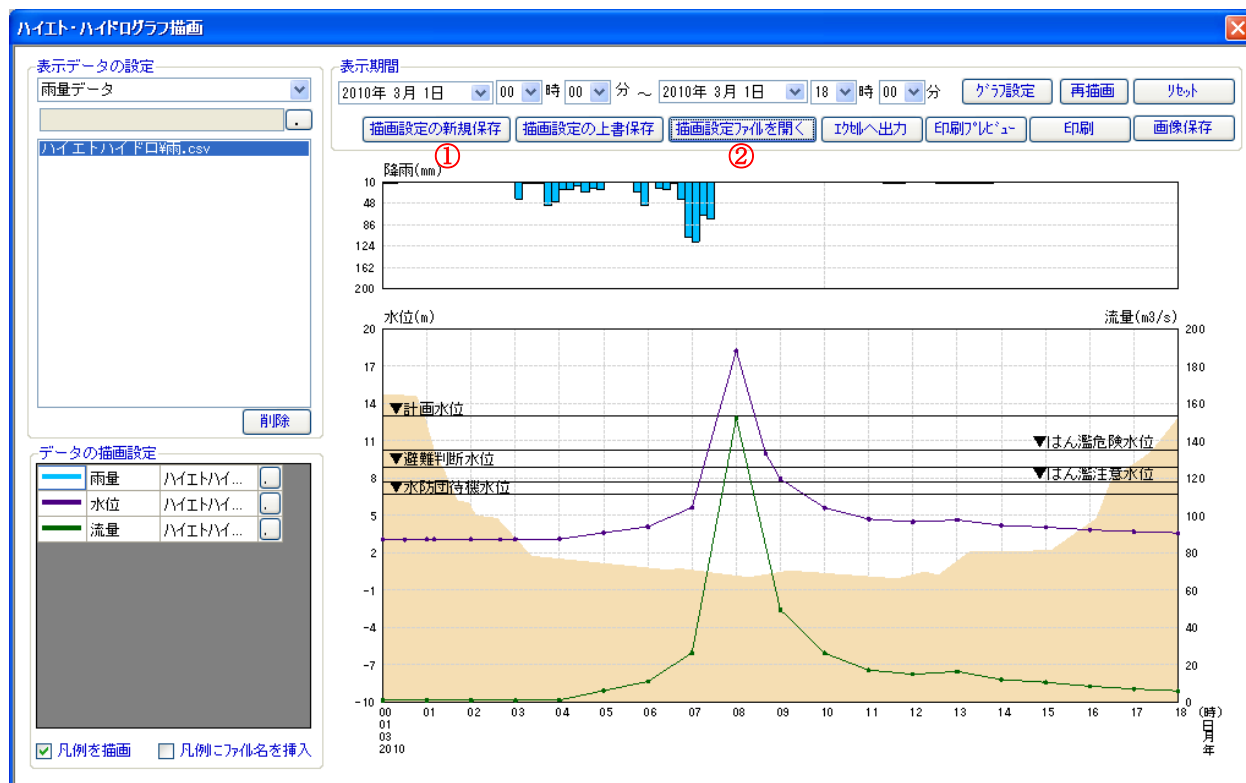 ハイエト・ハイドログラフ描画
表示データの設定
雨量データ
.
ハイエトハイドロ¥雨.csv
削除
データの描画設定
雨量 ハイエトハイ... .
水位 ハイエトハイ... .
流量 ハイエトハイ... .
凡例を描画 凡例にファイル名を挿入
表示期間
2010年 3月 1日 00 時 00 分 ～ 2010年 3月 1日 18 時 00 分 グラフ設定 再描画 リセット
描画設定の新規保存 描画設定の上書保存 描画設定ファイルを開く エクセルへ出力 印刷プレビュー 印刷 画像保存
① ②
降雨(mm)
10
48
86
124
162
200
水位(m) 流量(m3/s)
20 200
17 180
14 160
▼計画水位
11 140
▼はん濫危険水位
▼避難判断水位
8 120
▼はん濫注意水位
▼水防団待機水位
5 100
2 80
-1 60
-4 40
-7 20
-10 0
00 01 02 03 04 05 06 07 08 09 10 11 12 13 14 15 16 17 18 (時)
01 日
03 月
2010 年